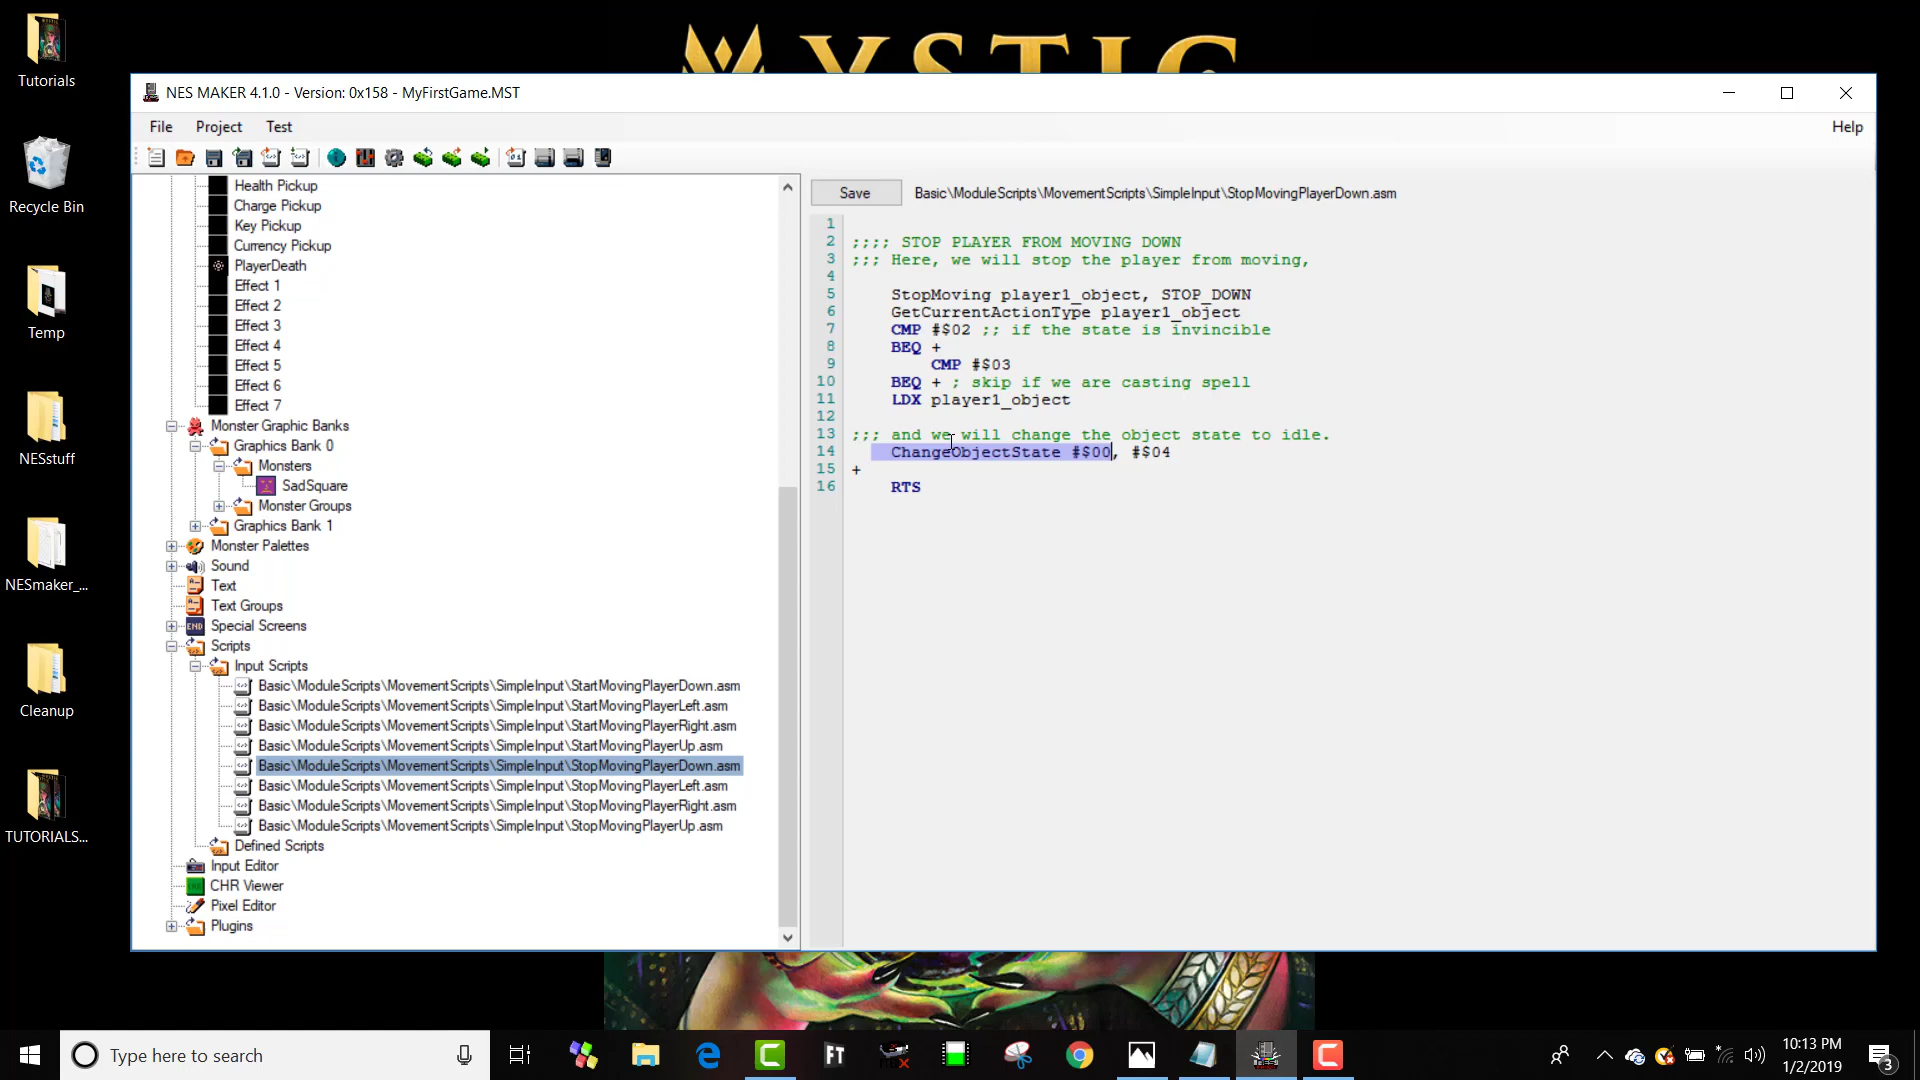 MYSTIC
Tutorials
Recycle Bin
Temp
NESstuff
NESmaker_...
Cleanup
TUTORIALS...
NES MAKER 4.1.0 - Version: 0x158 - MyFirstGame.MST
File Project Test Help
Health Pickup
Charge Pickup
Key Pickup
Currency Pickup
PlayerDeath
Effect 1
Effect 2
Effect 3
Effect 4
Effect 5
Effect 6
Effect 7
Monster Graphic Banks
Graphics Bank 0
Monsters
SadSquare
Monster Groups
Graphics Bank 1
Monster Palettes
Sound
Text
Text Groups
END Special Screens
Scripts
Input Scripts
Basic\ModuleScripts\MovementScripts\SimpleInput\StartMovingPlayerDown.asm
Basic\ModuleScripts\MovementScripts\SimpleInput\StartMovingPlayerLeft.asm
Basic\ModuleScripts\MovementScripts\SimpleInput\StartMovingPlayerRight.asm
Basic\ModuleScripts\MovementScripts\SimpleInput\StartMovingPlayerUp.asm
Basic\ModuleScripts\MovementScripts\SimpleInput\StopMovingPlayerDown.asm
Basic\ModuleScripts\MovementScripts\SimpleInput\StopMovingPlayerLeft.asm
Basic\ModuleScripts\MovementScripts\SimpleInput\StopMovingPlayerRight.asm
Basic\ModuleScripts\MovementScripts\SimpleInput\StopMovingPlayerUp.asm
Defined Scripts
Input Editor
CHR Viewer
Pixel Editor
Plugins
Save Basic\ModuleScripts\MovementScripts\SimpleInput\StopMovingPlayerDown.asm
1
2 ;;;; STOP PLAYER FROM MOVING DOWN
3 ;;; Here, we will stop the player from moving,
4
5 StopMoving player1_object, STOP_DOWN
6 GetCurrentActionType player1_object
7 CMP #$02 ;; if the state is invincible
8 BEQ +
9 CMP #$03
10 BEQ + ; skip if we are casting spell
11 LDX player1_object
12
13 ;;; and we will change the object state to idle.
14 ChangeObjectState #$00, #$04
15 +
16 RTS
Type here to search
FT
10:13 PM
1/2/2019
3